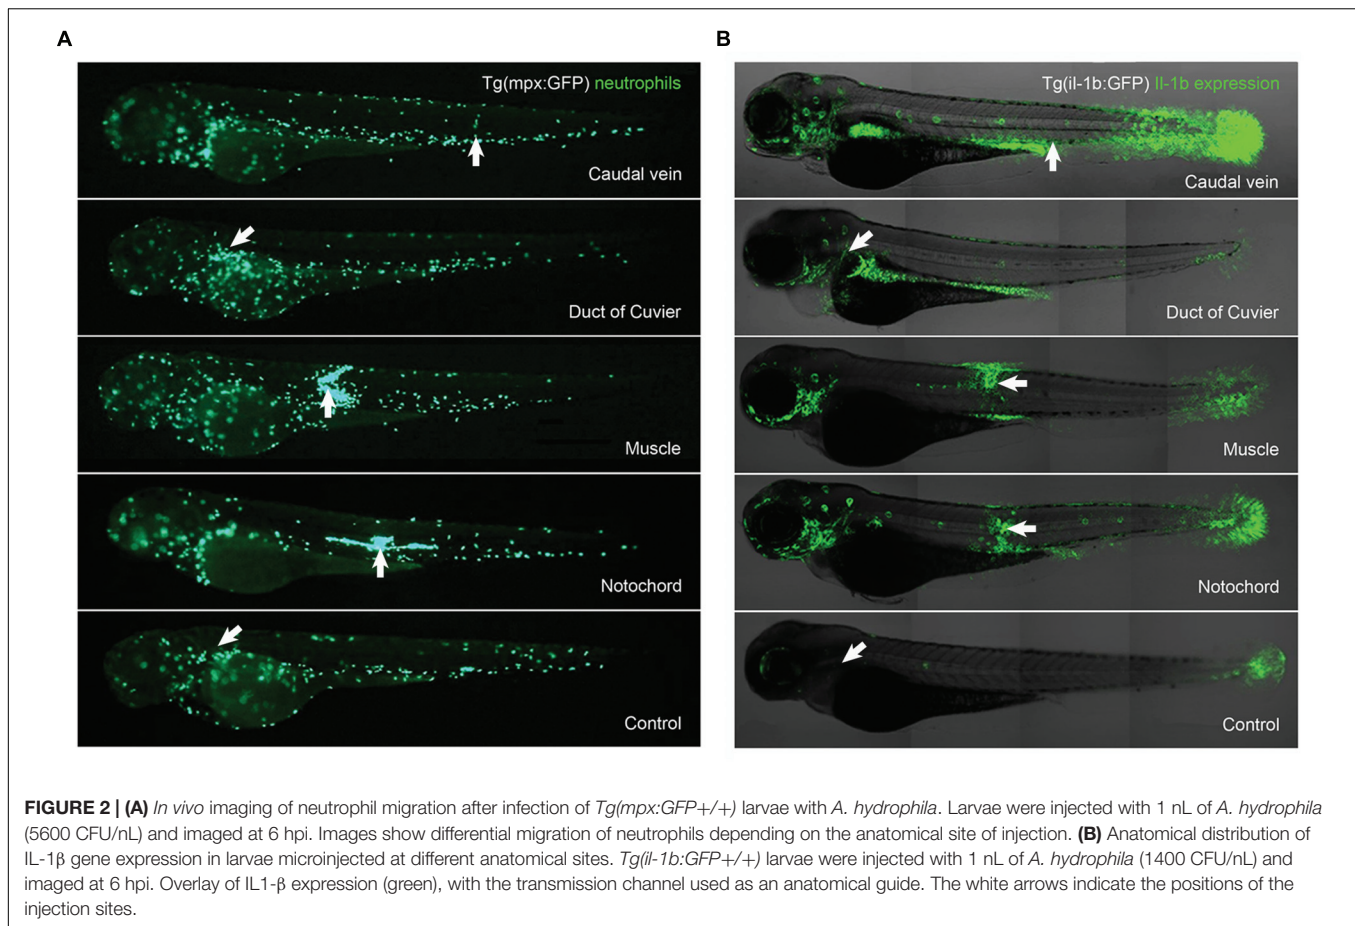 A
B
Tg(mpx:GFP) neutrophils
Caudal vein
Duct of Cuvier
Muscle
Notochord
Control
Tg(il-1b:GFP) Il-1b expression
Caudal vein
Duct of Cuvier
Muscle
Notochord
Control
FIGURE 2 | (A) In vivo imaging of neutrophil migration after infection of Tg(mpx:GFP+/+) larvae with A. hydrophila. Larvae were injected with 1 nL of A. hydrophila
(5600 CFU/nL) and imaged at 6 hpi. Images show differential migration of neutrophils depending on the anatomical site of injection. (B) Anatomical distribution of
IL-1β gene expression in larvae microinjected at different anatomical sites. Tg(il-1b:GFP+/+) larvae were injected with 1 nL of A. hydrophila (1400 CFU/nL) and
imaged at 6 hpi. Overlay of IL1-β expression (green), with the transmission channel used as an anatomical guide. The white arrows indicate the positions of the
injection sites.